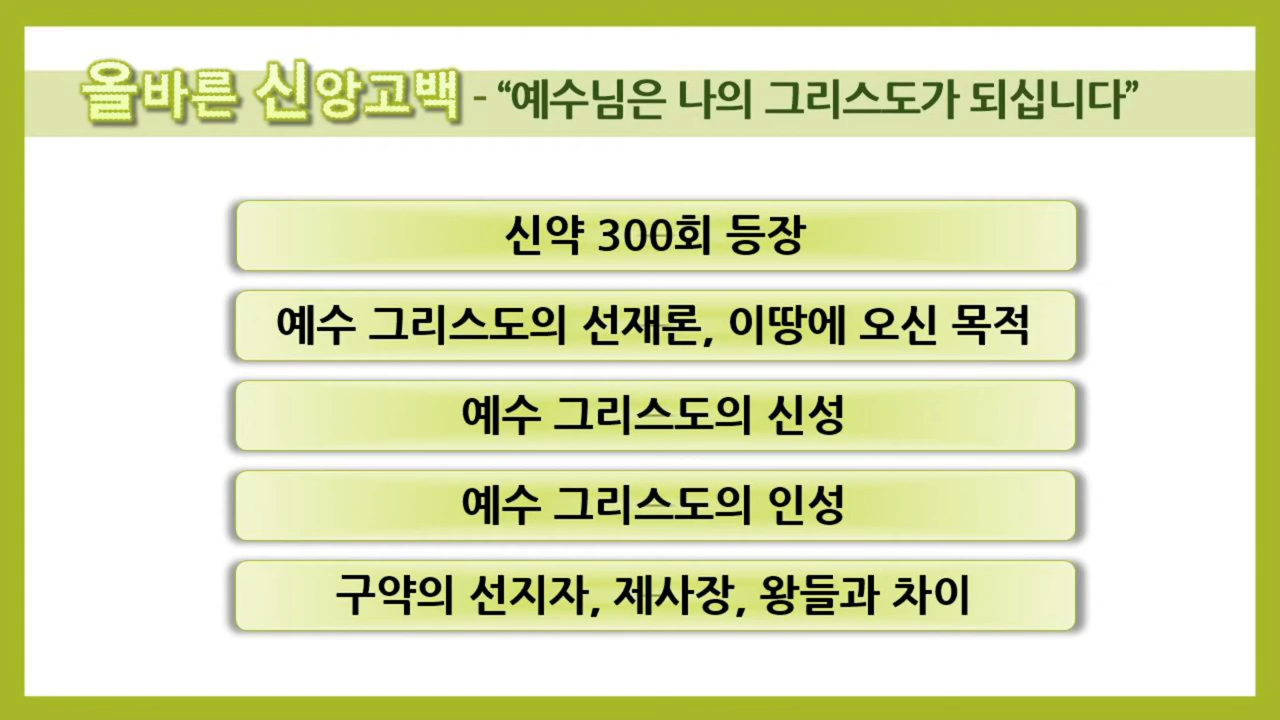 올바른 신앙고백 - “예수님은 나의 그리스도가 되십니다”
신약 300회 등장
예수 그리스도의 선재론, 이땅에 오신 목적
예수 그리스도의 신성
예수 그리스도의 인성
구약의 선지자, 제사장, 왕들과 차이